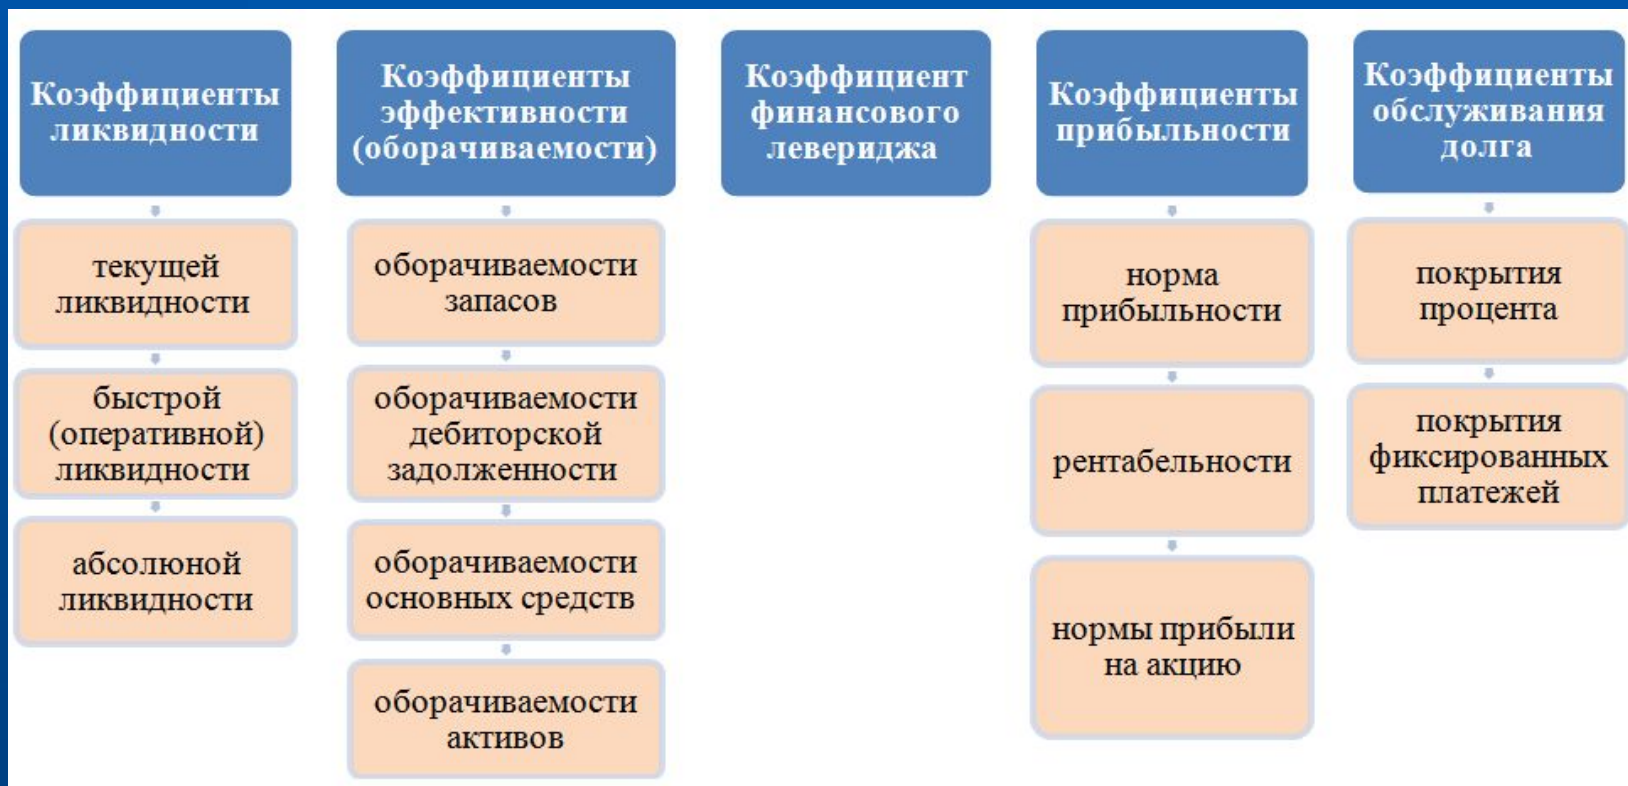 Коэффициенты
ликвидности
текущей
ликвидности
быстрой
(оперативной)
ликвидности
абсолюной
ликвидности
Коэффициенты
эффективности
(оборачиваемости)
оборачиваемости
запасов
оборачиваемости
дебиторской
задолженности
оборачиваемости
основных средств
оборачиваемости
активов
Коэффициент
финансового
левериджа
Коэффициенты
прибыльности
норма
прибыльности
рентабельности
нормы прибыли
на акцию
Коэффициенты
обслуживания
долга
покрытия
процента
покрытия
фиксированных
платежей